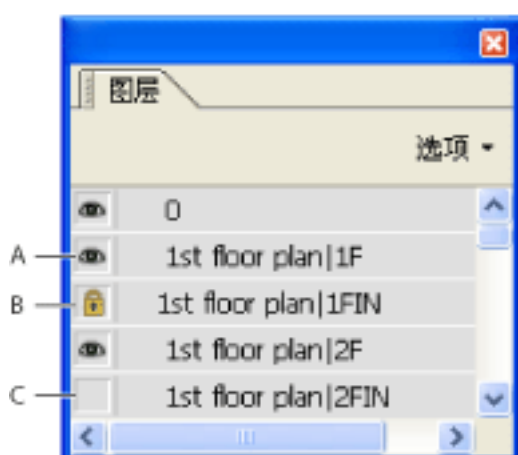 图层
选项
0
A 1st floor plan|1F
B 1st floor plan|1FIN
1st floor plan|2F
C 1st floor plan|2FIN